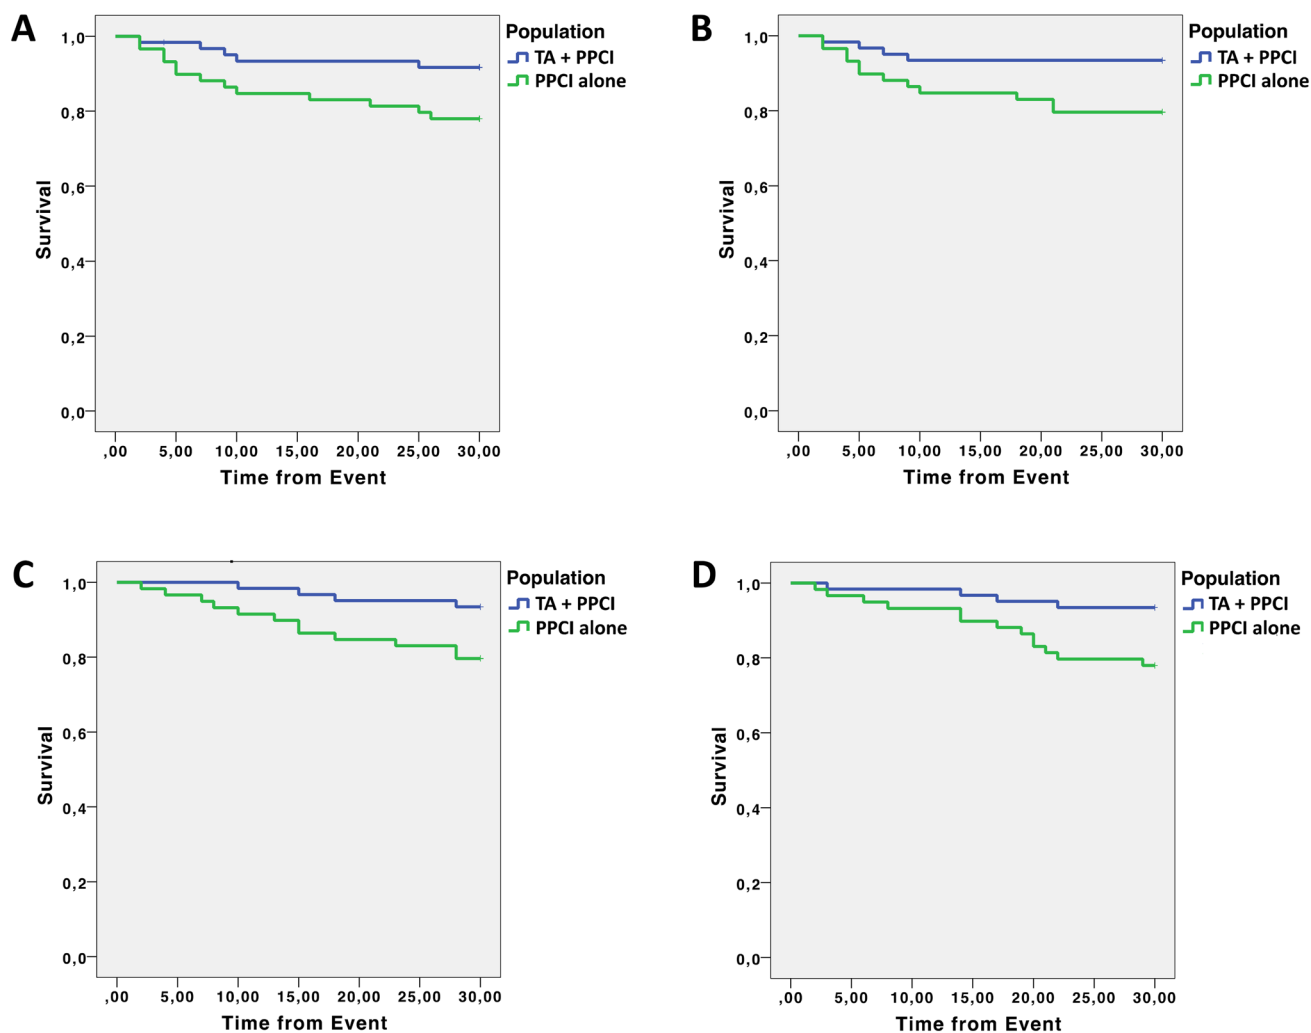 A
Population
TA + PPCI
PPCI alone
1,0
0,8
0,6
0,4
0,2
0,0
Survival
,00 5,00 10,00 15,00 20,00 25,00 30,00
Time from Event
B
Population
TA + PPCI
PPCI alone
1,0
0,8
0,6
0,4
0,2
0,0
Survival
,00 5,00 10,00 15,00 20,00 25,00 30,00
Time from Event
C
Population
TA + PPCI
PPCI alone
1,0
0,8
0,6
0,4
0,2
0,0
Survival
,00 5,00 10,00 15,00 20,00 25,00 30,00
Time from Event
D
Population
TA + PPCI
PPCI alone
1,0
0,8
0,6
0,4
0,2
0,0
Survival
,00 5,00 10,00 15,00 20,00 25,00 30,00
Time from Event